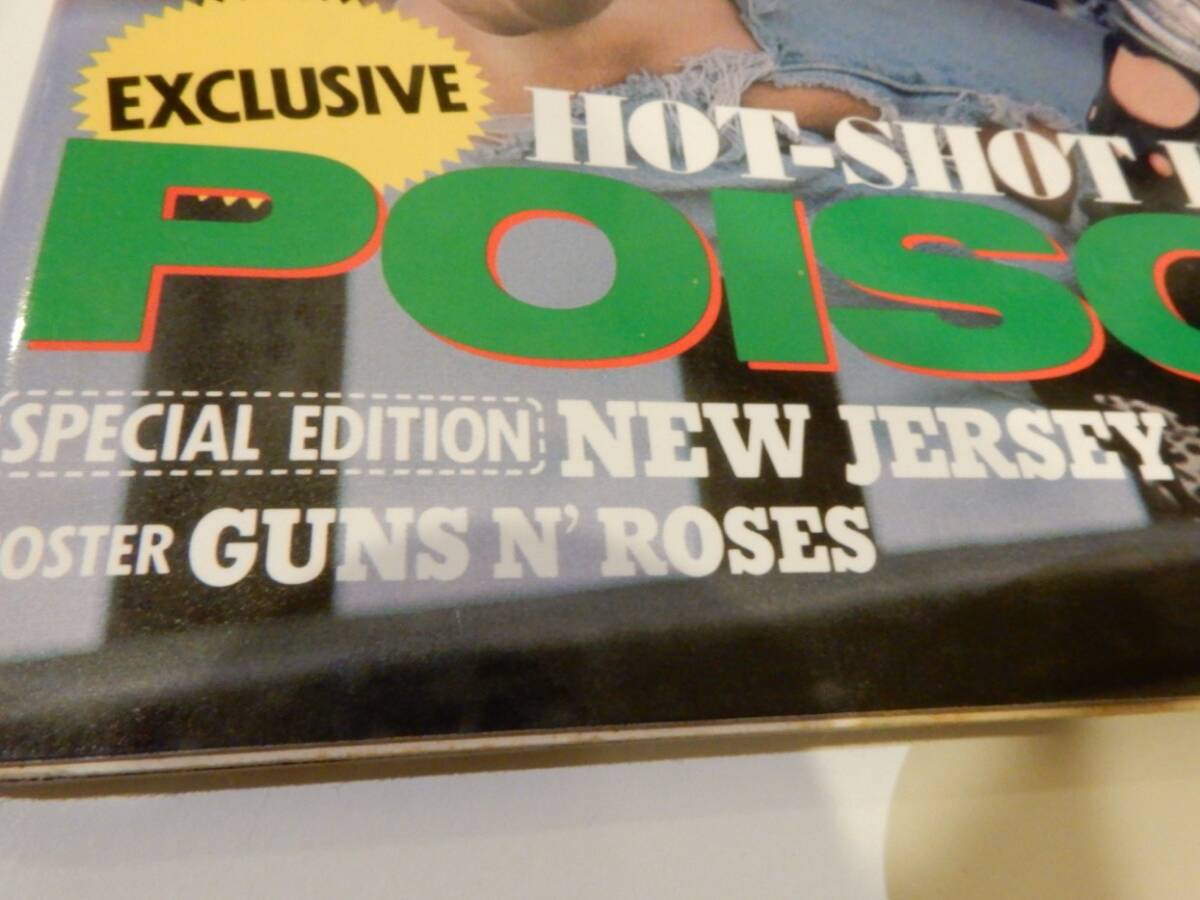 EXCLUSIVE
HOT-SHOT
POISO
SPECIAL EDITION NEW JERSEY
OSTER GUNS N' ROSES